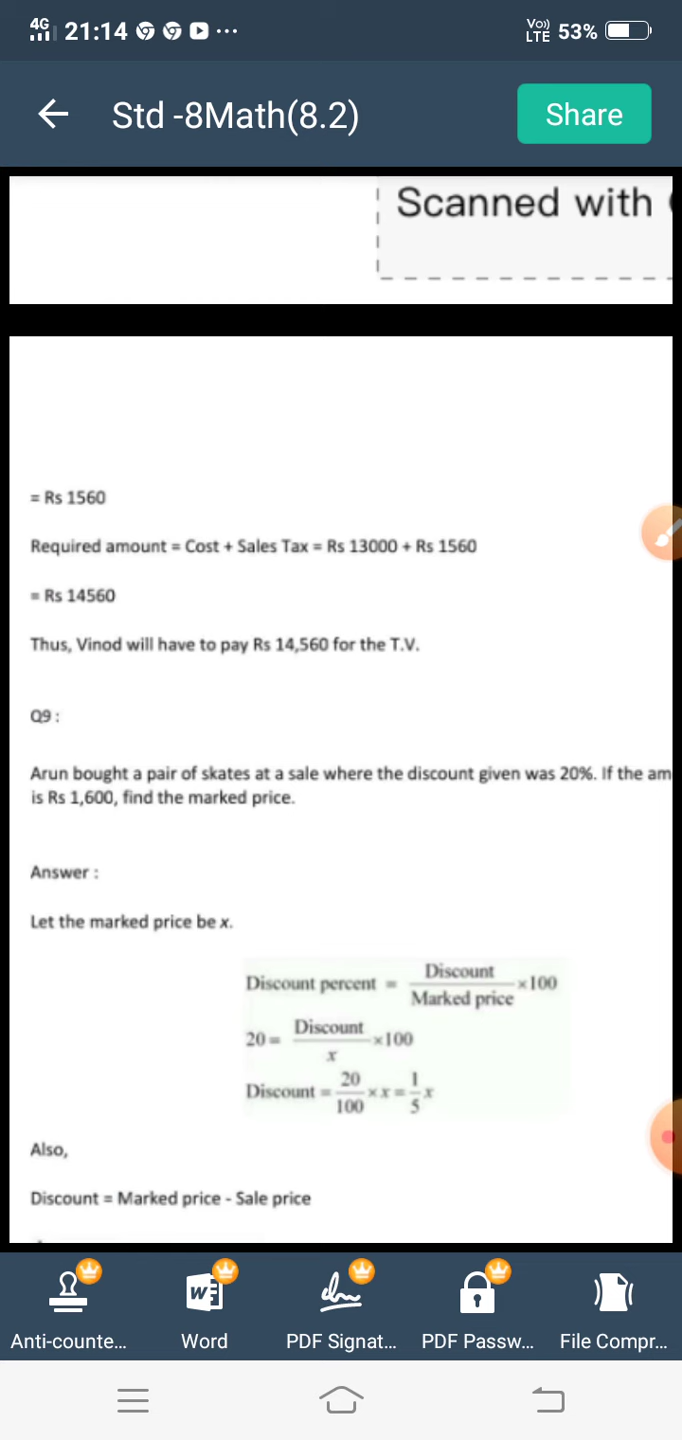 4G 21:14 ... Vo)) LTE 53%
Std -8Math(8.2) Share
Scanned with
= Rs 1560
Required amount = Cost + Sales Tax = Rs 13000 + Rs 1560
= Rs 14560
Thus, Vinod will have to pay Rs 14,560 for the T.V.
Q9 :
Arun bought a pair of skates at a sale where the discount given was 20%. If the am
is Rs 1,600, find the marked price.
Answer :
Let the marked price be x.
Discount percent = Discount / Marked price ×100
20 = Discount / x ×100
Discount = 20/100 × x = 1/5 x
Also,
Discount = Marked price - Sale price
Anti-counte... Word PDF Signat... PDF Passw... File Compr...